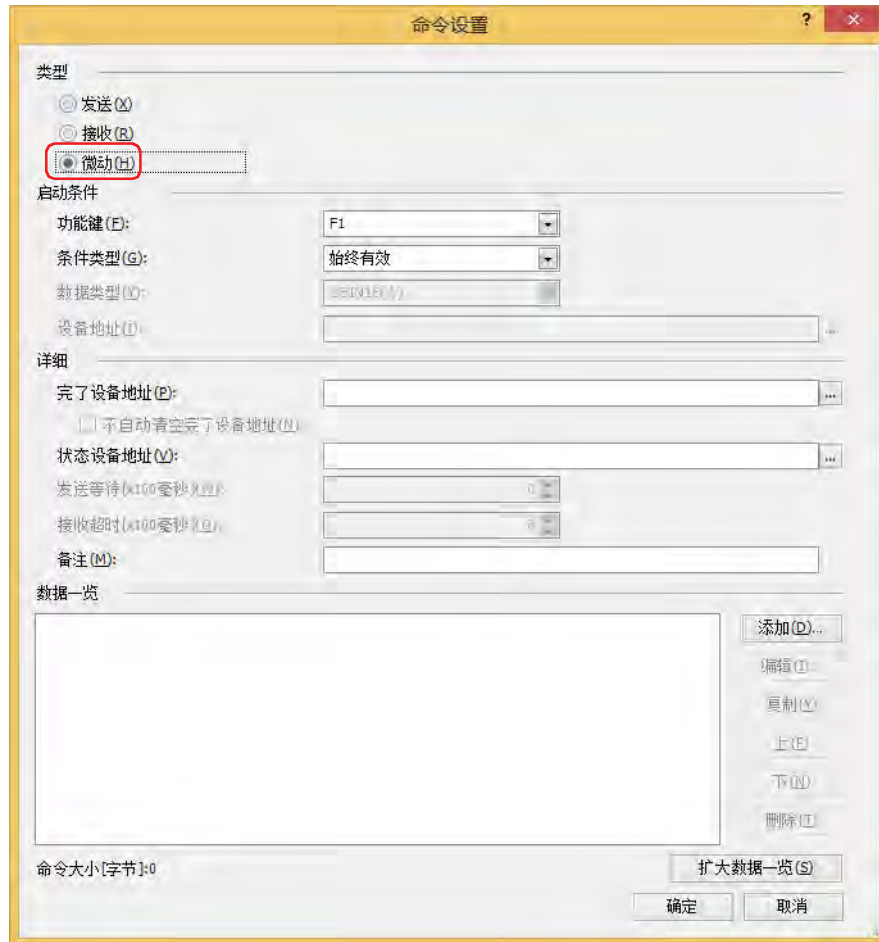 命令设置
?
类型
发送(X)
接收(R)
微动(H)
启动条件
功能键(F): F1
条件类型(G): 始终有效
数据类型(Y):
设备地址(I):
详细
完了设备地址(P): ...
不自动清空完了设备地址(N)
状态设备地址(V): ...
发送等待(x100毫秒)(W): 0
接收超时(x100毫秒)(Q):
备注(M):
数据一览
添加(D)...
编辑(T)...
复制(Y)
上(E)
下(N)
删除(T)
命令大小[字节]:0
扩大数据一览(S)
确定 取消